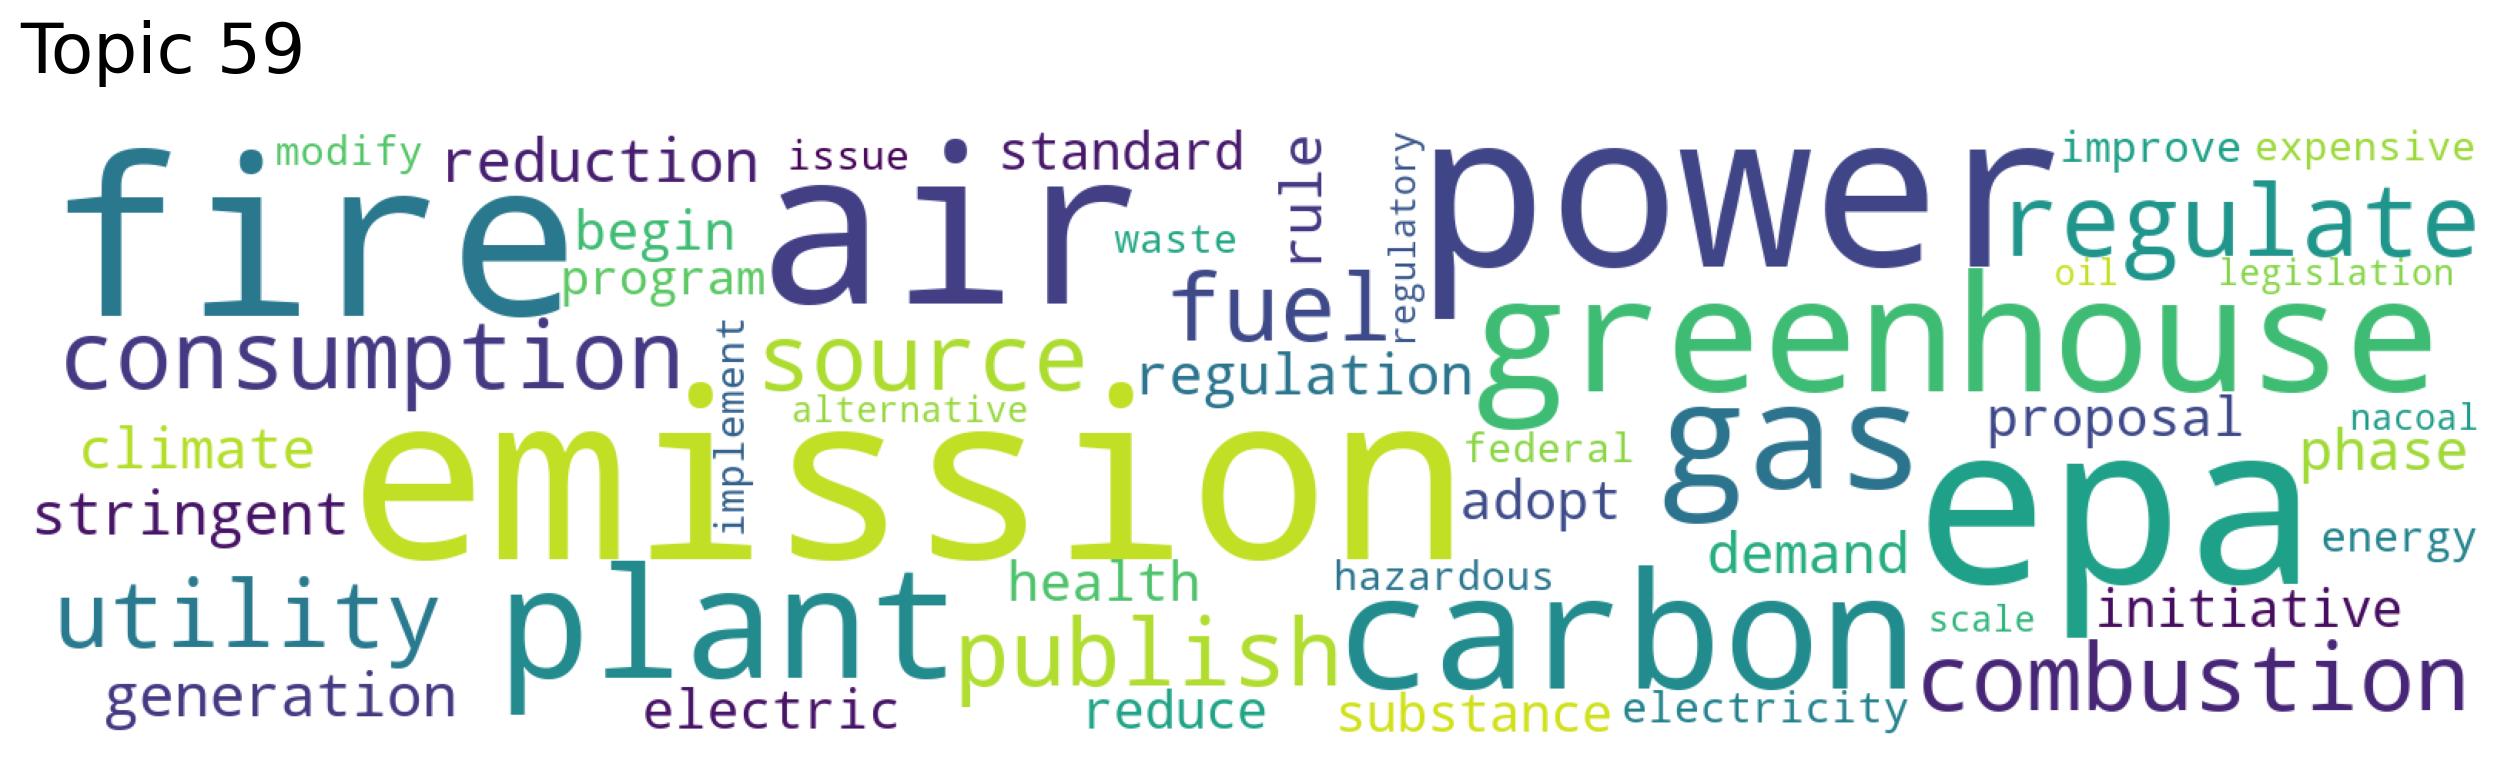 Topic 59
fire
modify
reduction
issue
standard
air
rule
regulatory
power
improve
expensive
begin
program
waste
fuel
regulate
oil
legislation
consumption
implement
source
regulation
greenhouse
climate
alternative
emission
federal
gas
proposal
nacoal
phase
stringent
adopt
epa
demand
energy
utility
plant
health
hazardous
carbon
scale
initiative
publish
combustion
generation
electric
reduce
substance
electricity